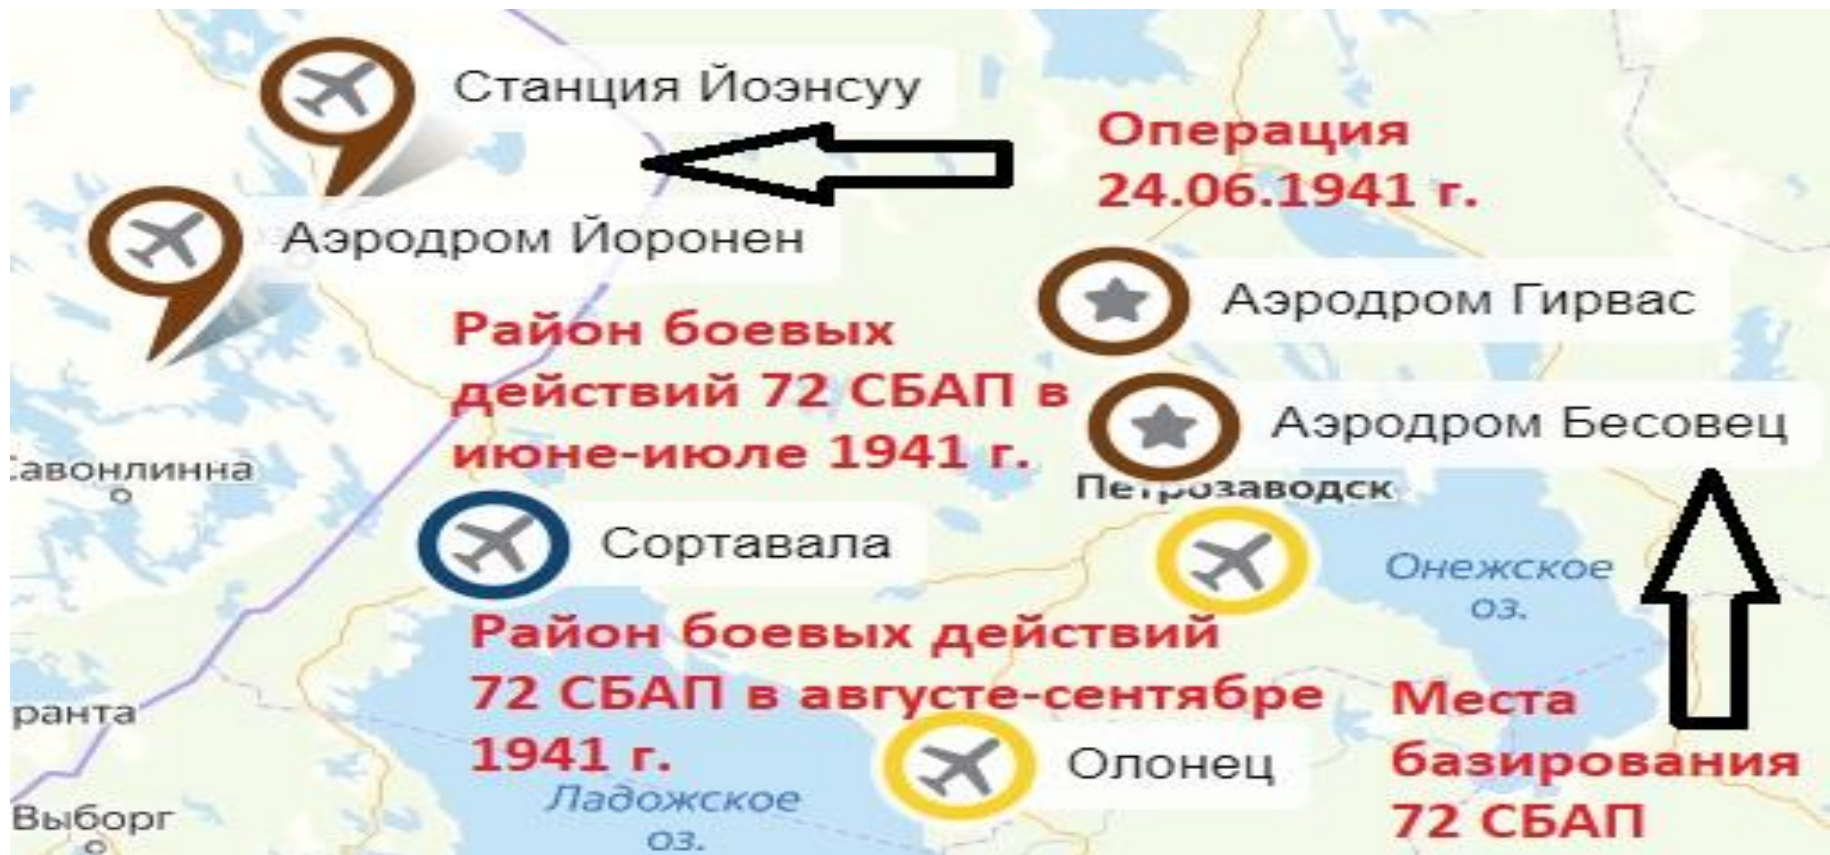 Станция Йоэнсуу
Операция
24.06.1941 г.
Аэродром Йоронен
Аэродром Гирвас
Район боевых
действий 72 СБАП в
июне-июле 1941 г.
Аэродром Бесовец
авонлинна
Петрозаводск
Сортавала
Онежское
оз.
Район боевых действий
72 СБАП в августе-сентябре
1941 г.
Места
базирования
72 СБАП
ранта
Олонец
Ладожское
оз.
Выборг